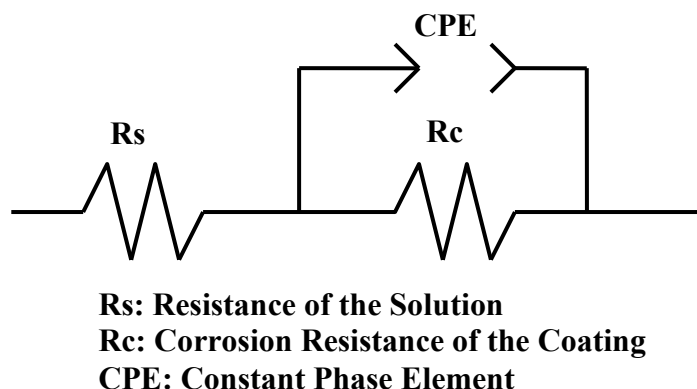 CPE
Rs
Rc
Rs: Resistance of the Solution
Rc: Corrosion Resistance of the Coating
CPE: Constant Phase Element